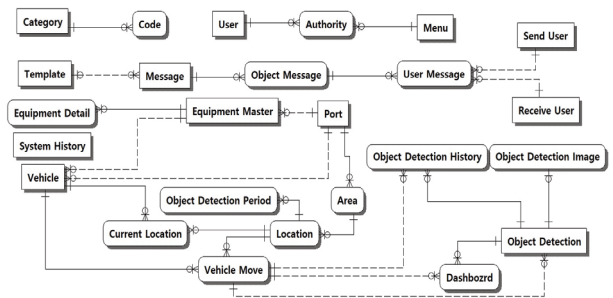 Category
Code
User
Authority
Menu
Send User
Template
Message
Object Message
User Message
Equipment Detail
Equipment Master
Port
Receive User
System History
Vehicle
Object Detection Period
Area
Object Detection History
Object Detection Image
Current Location
Location
Object Detection
Vehicle Move
Dashbozrd